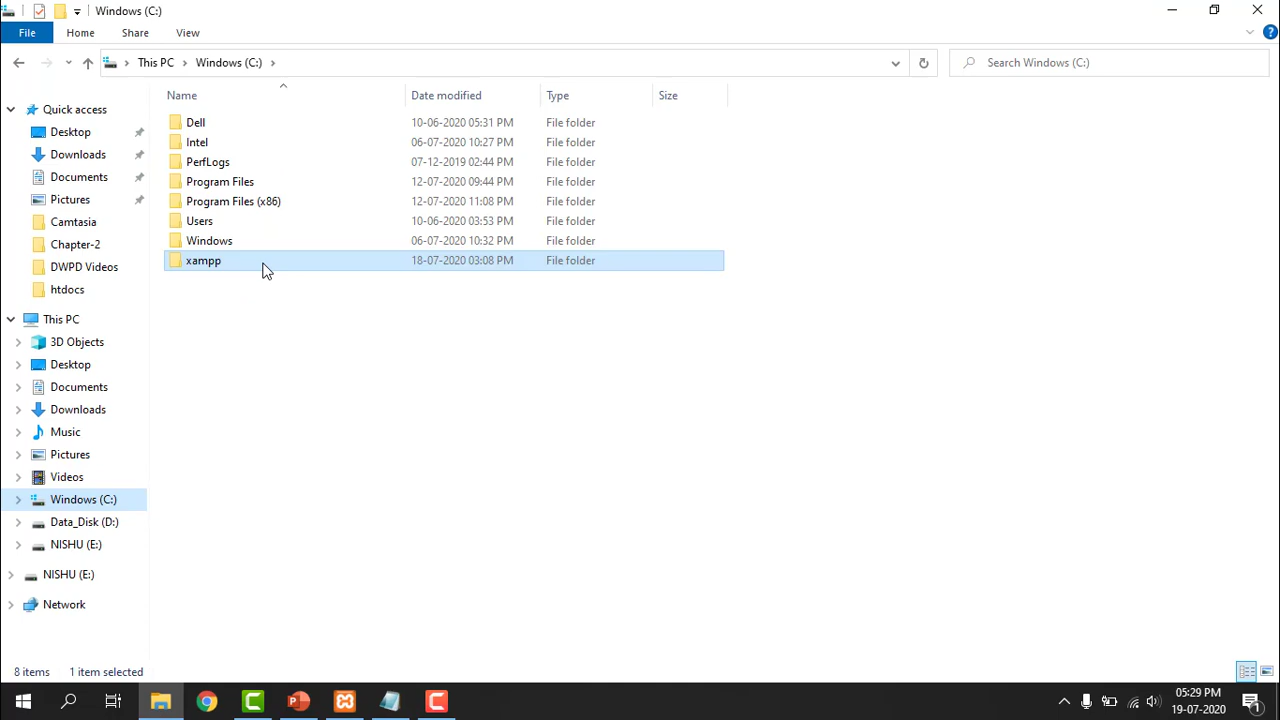 Windows (C:)
File Home Share View
This PC Windows (C:) Search Windows (C:)
Name Date modified Type Size
Quick access
Desktop
Downloads
Documents
Pictures
Camtasia
Chapter-2
DWPD Videos
htdocs
This PC
3D Objects
Desktop
Documents
Downloads
Music
Pictures
Videos
Windows (C:)
Data_Disk (D:)
NISHU (E:)
NISHU (E:)
Network
Dell 10-06-2020 05:31 PM File folder
Intel 06-07-2020 10:27 PM File folder
PerfLogs 07-12-2019 02:44 PM File folder
Program Files 12-07-2020 09:44 PM File folder
Program Files (x86) 12-07-2020 11:08 PM File folder
Users 10-06-2020 03:53 PM File folder
Windows 06-07-2020 10:32 PM File folder
xampp 18-07-2020 03:08 PM File folder
8 items 1 item selected
05:29 PM
19-07-2020
1